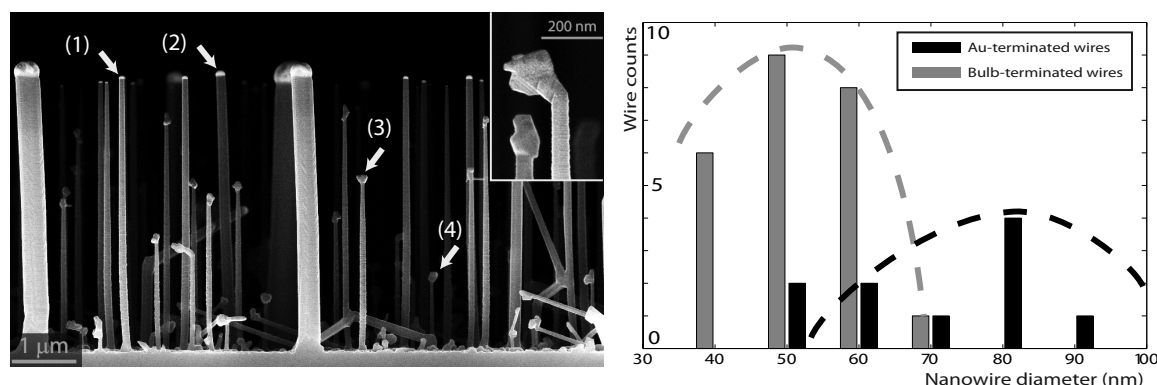 (1)
(2)
(3)
(4)
200 nm
1 μm
Wire counts
10
5
0
Au-terminated wires
Bulb-terminated wires
30
40
50
60
70
80
90
100
Nanowire diameter (nm)